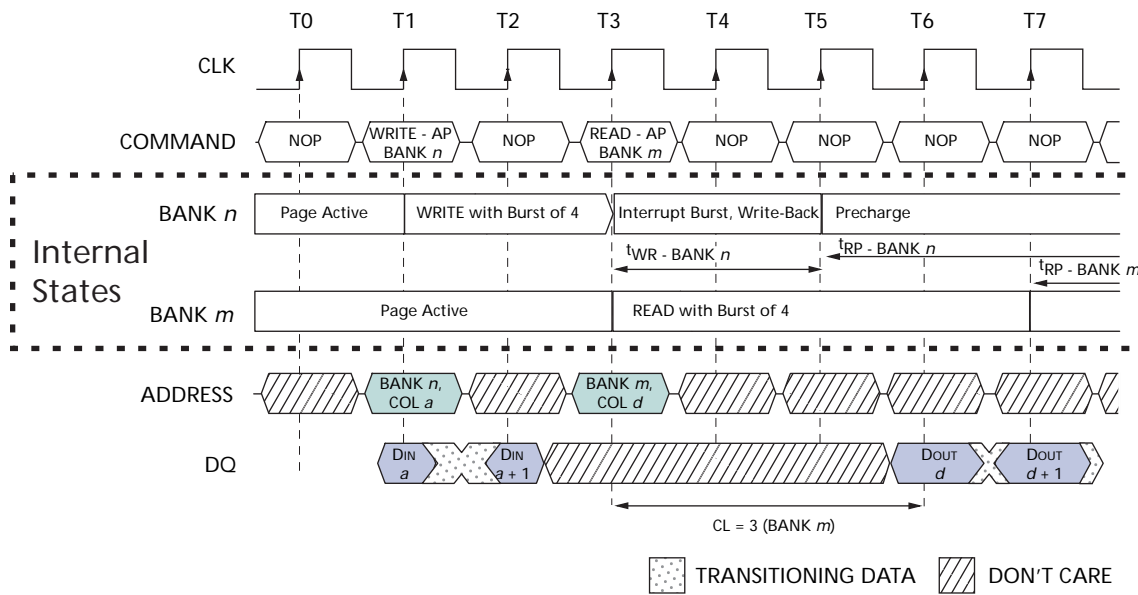 T0 T1 T2 T3 T4 T5 T6 T7
CLK
COMMAND NOP WRITE - AP BANK n NOP READ - AP BANK m NOP NOP NOP NOP
Internal States
BANK n Page Active WRITE with Burst of 4 Interrupt Burst, Write-Back Precharge
tWR - BANK n tRP - BANK n
tRP - BANK m
BANK m Page Active READ with Burst of 4
ADDRESS BANK n, COL a BANK m, COL d
DQ DIN a DIN a + 1 DOUT d DOUT d + 1
CL = 3 (BANK m)
TRANSITIONING DATA DON'T CARE